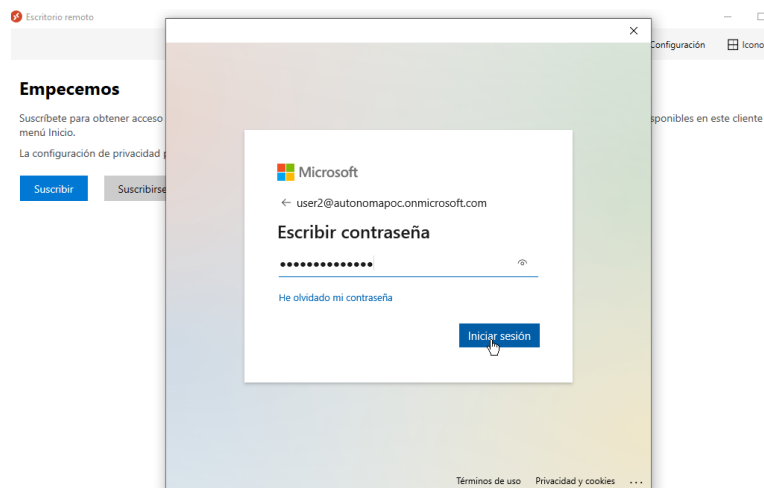 Escritorio remoto
Configuración
Icono
Empecemos
Suscríbete para obtener acceso
sponibles en este cliente
menú Inicio.
La configuración de privacidad p
Suscribir
Suscribirse
Microsoft
← user2@autonomapoc.onmicrosoft.com
Escribir contraseña
••••••••••••••
He olvidado mi contraseña
Iniciar sesión
Términos de uso
Privacidad y cookies
...